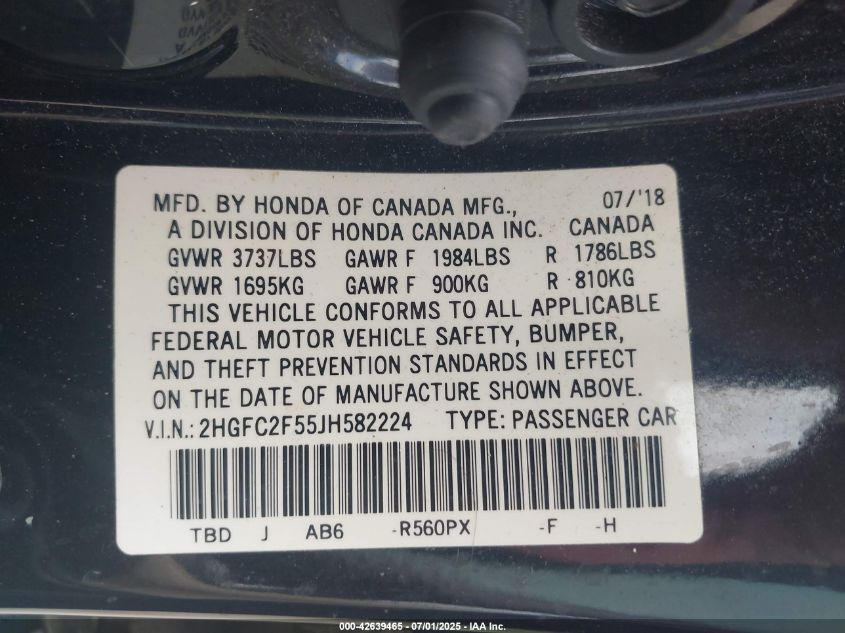 MFD. BY HONDA OF CANADA MFG., 07/'18
A DIVISION OF HONDA CANADA INC. CANADA
GVWR 3737LBS GAWR F 1984LBS R 1786LBS
GVWR 1695KG GAWR F 900KG R 810KG
THIS VEHICLE CONFORMS TO ALL APPLICABLE
FEDERAL MOTOR VEHICLE SAFETY, BUMPER,
AND THEFT PREVENTION STANDARDS IN EFFECT
ON THE DATE OF MANUFACTURE SHOWN ABOVE.
V.I.N.: 2HGFC2F55JH582224 TYPE: PASSENGER CAR
TBD J AB6 -R560PX -F -H
000-42639465 - 07/01/2025 - IAA Inc.